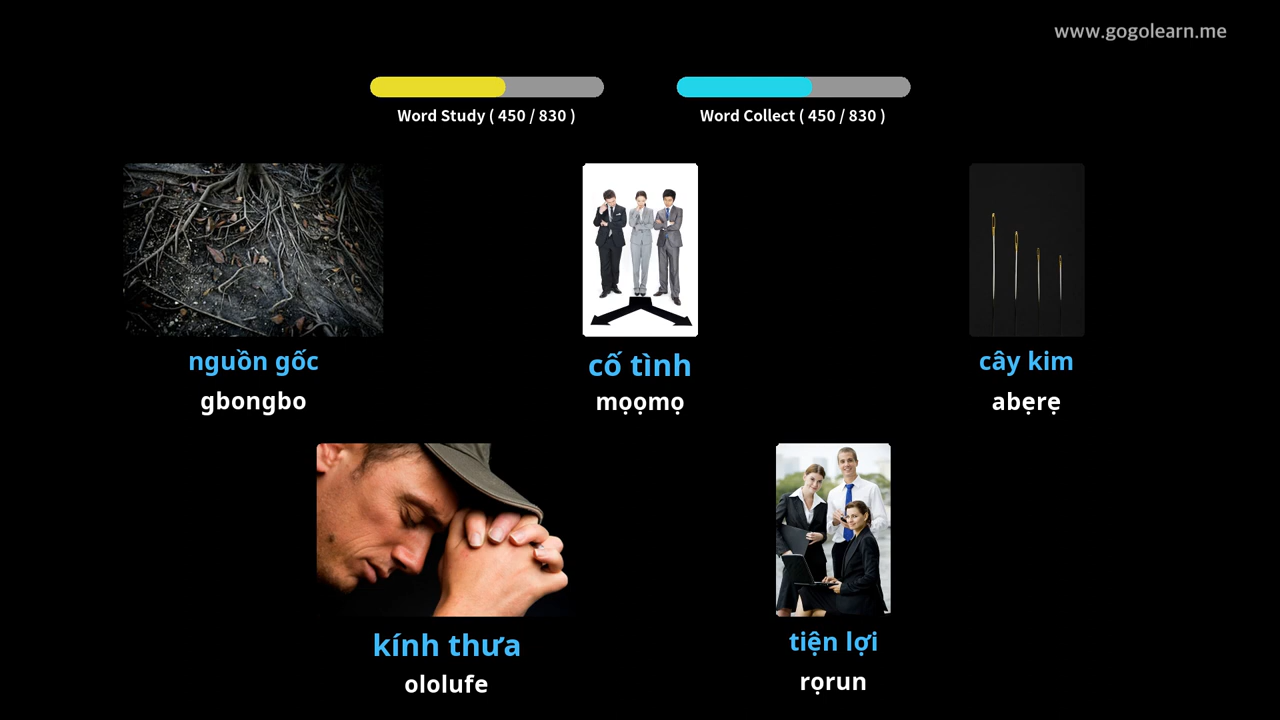 www.gogolearn.me
Word Study ( 450 / 830 )
Word Collect ( 450 / 830 )
nguồn gốc
gbongbo
cố tình
mọọmọ
cây kim
abẹrẹ
kính thưa
ololufe
tiện lợi
rọrun